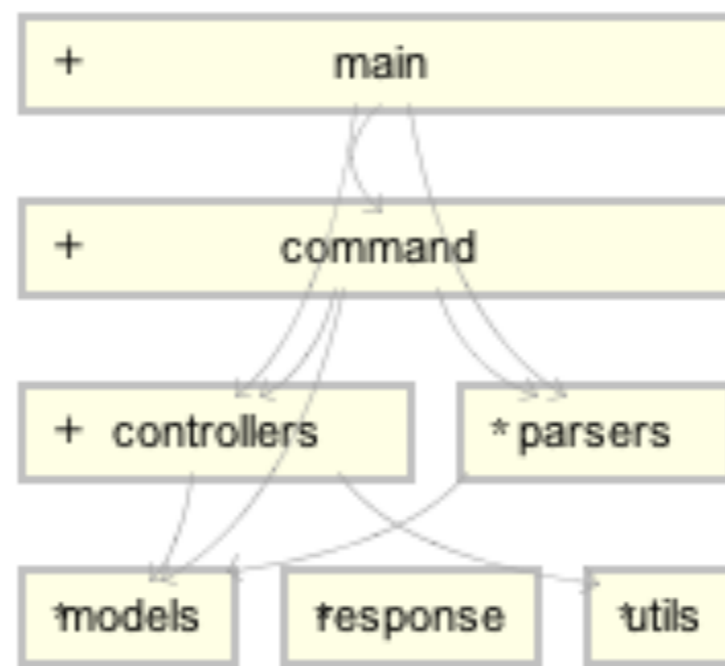 + main
+ command
+ controllers * parsers
*models *response *utils